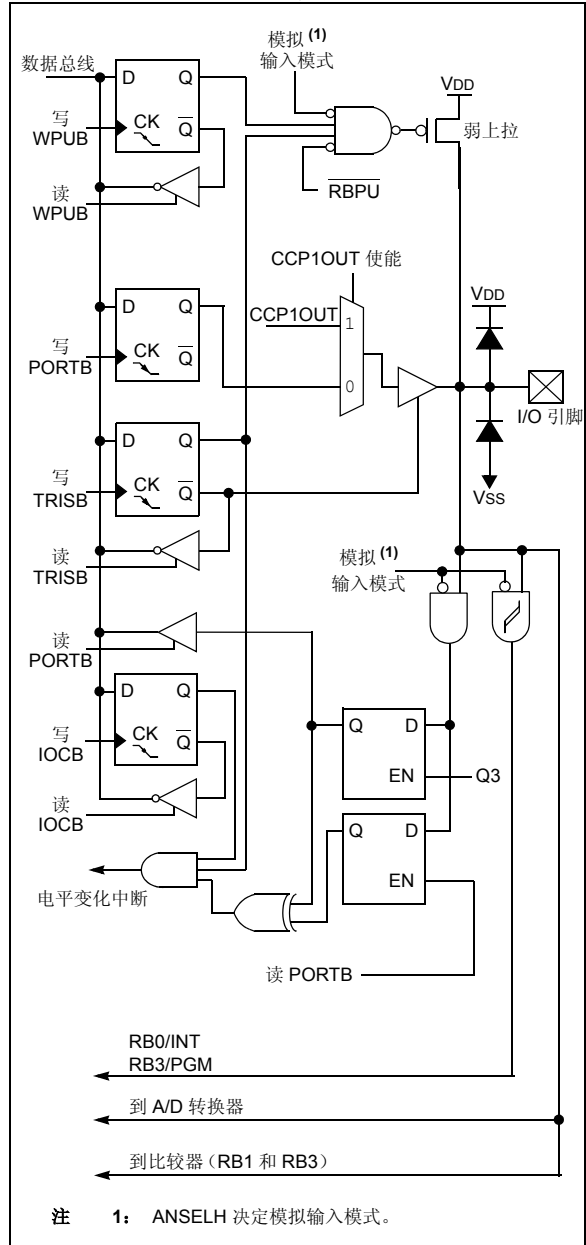 模拟 (1)
输入模式
数据总线
D Q
VDD
写
WPUB
CK Q
弱上拉
读
WPUB
RBPU
CCP1OUT 使能
D Q
CCP1OUT
1
VDD
写
PORTB
CK Q
0
I/O 引脚
D Q
写
TRISB
CK Q
VSS
读
TRISB
模拟 (1)
输入模式
读
PORTB
D Q
Q D
写
IOCB
CK Q
EN
Q3
读
IOCB
Q D
EN
电平变化中断
读 PORTB
RB0/INT
RB3/PGM
到 A/D 转换器
到比较器（RB1 和 RB3）
注 1： ANSELH 决定模拟输入模式。